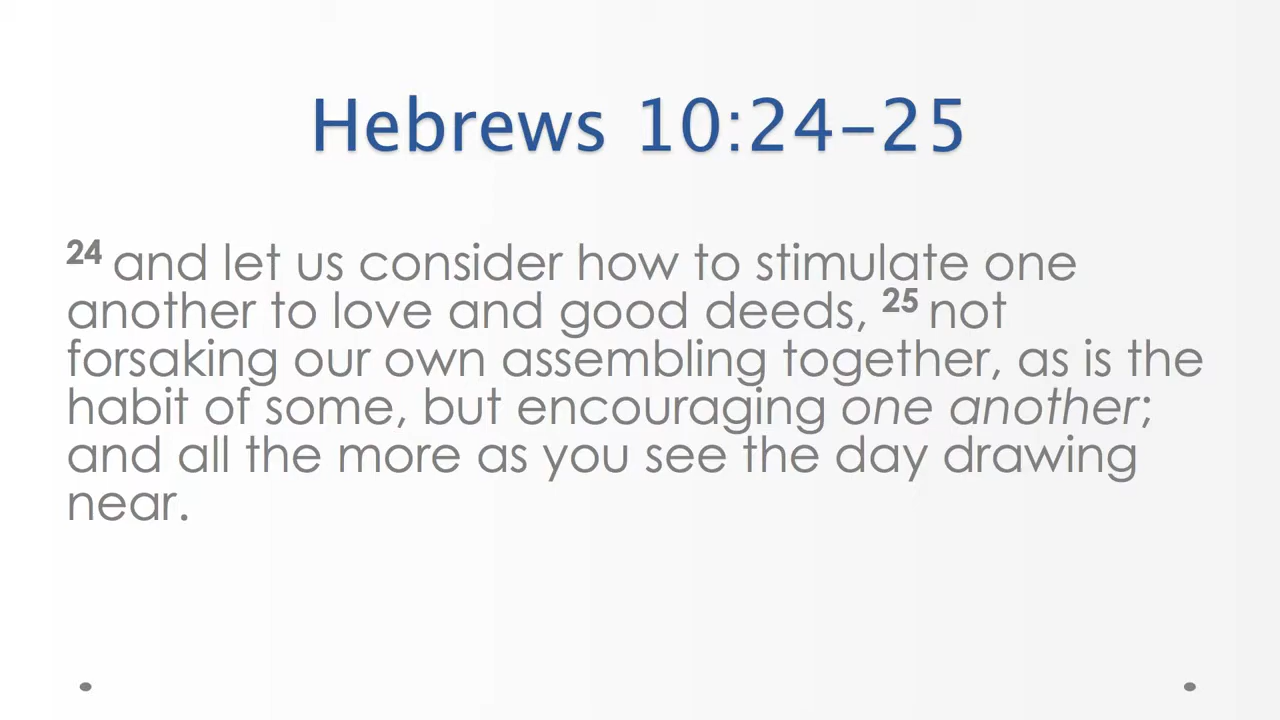 Hebrews 10:24-25
24 and let us consider how to stimulate one
another to love and good deeds, 25 not
forsaking our own assembling together, as is the
habit of some, but encouraging one another;
and all the more as you see the day drawing
near.